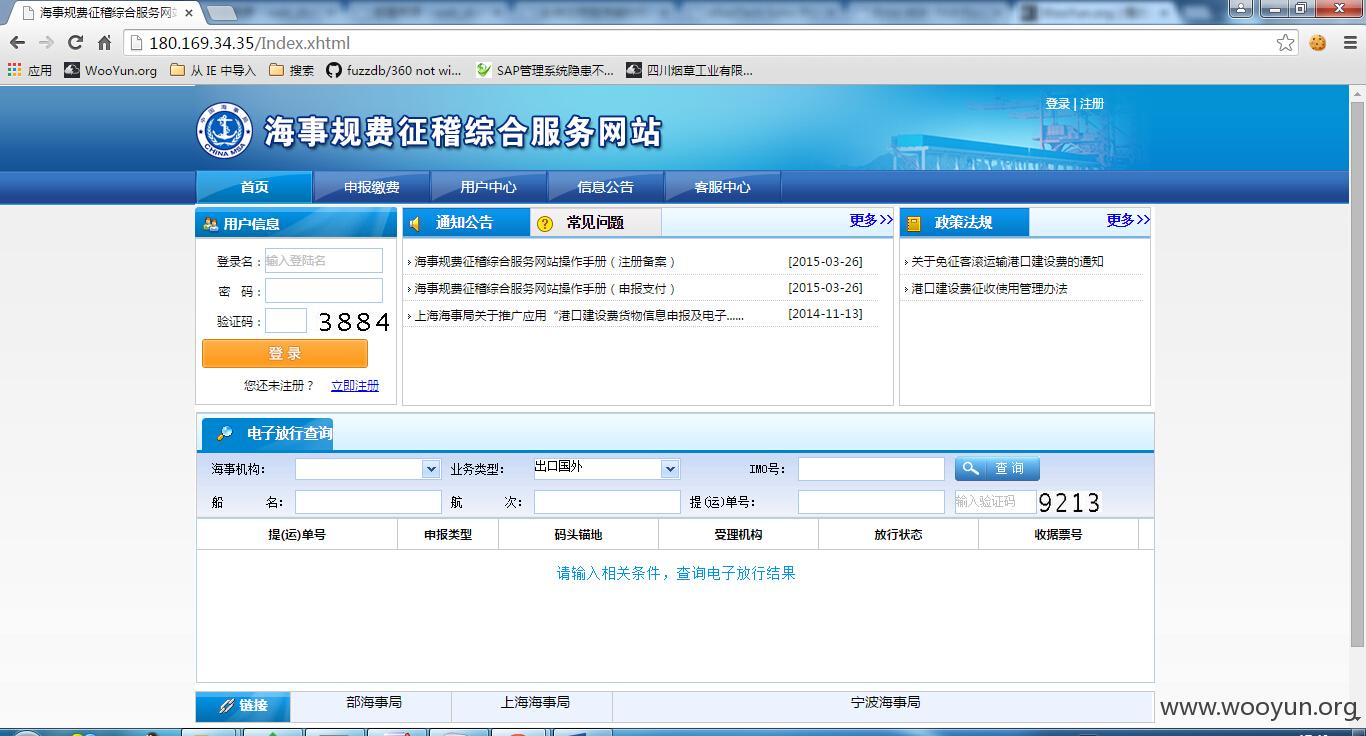 海事规费征稽综合服务网站
180.169.34.35/Index.xhtml
应用 WooYun.org 从 IE 中导入 搜索 fuzzdb/360 not wi... SAP管理系统隐患不... 四川烟草工业有限...
登录 | 注册
海事规费征稽综合服务网站
CHINA MSA
首页 申报缴费 用户中心 信息公告 客服中心
用户信息
登录名： 输入登陆名
密 码：
验证码： 3884
登 录
您还未注册？ 立即注册
通知公告 常见问题 更多>>
海事规费征稽综合服务网站操作手册（注册备案） [2015-03-26]
海事规费征稽综合服务网站操作手册（申报支付） [2015-03-26]
上海海事局关于推广应用“港口建设费货物信息申报及电子...... [2014-11-13]
政策法规 更多>>
关于免征客滚运输港口建设费的通知
港口建设费征收使用管理办法
电子放行查询
海事机构： 业务类型： 出口国外 IMO号： 查 询
船 名： 航 次： 提(运)单号： 输入验证码 9213
提(运)单号 申报类型 码头锚地 受理机构 放行状态 收据票号
请输入相关条件，查询电子放行结果
链接 部海事局 上海海事局 宁波海事局
www.wooyun.org